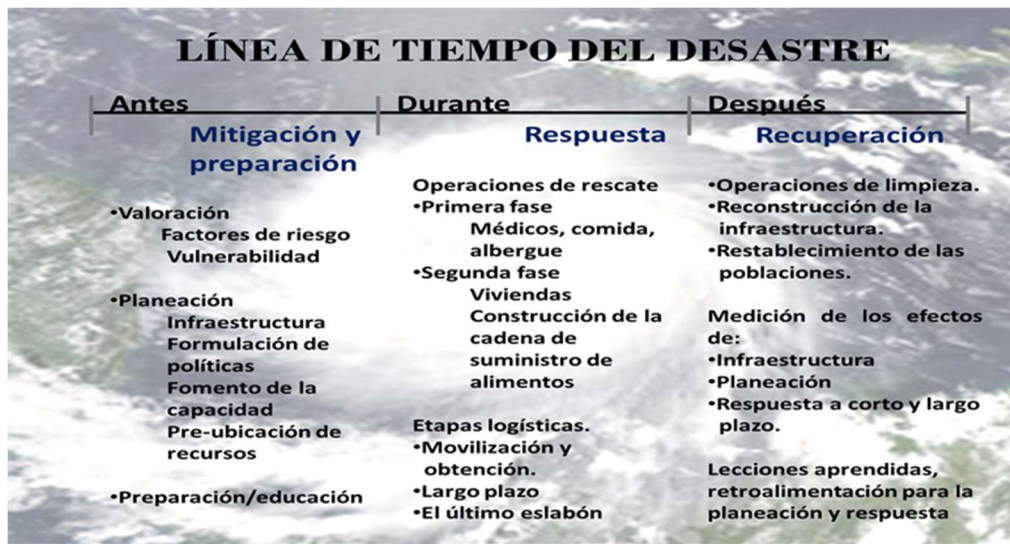 LÍNEA DE TIEMPO DEL DESASTRE
Antes
Mitigación y
preparación
•Valoración
Factores de riesgo
Vulnerabilidad
•Planeación
Infraestructura
Formulación de
políticas
Fomento de la
capacidad
Pre-ubicación de
recursos
•Preparación/educación
Durante
Respuesta
Operaciones de rescate
•Primera fase
Médicos, comida,
albergue
•Segunda fase
Viviendas
Construcción de la
cadena de
suministro de
alimentos
Etapas logísticas.
•Movilización y
obtención.
•Largo plazo
•El último eslabón
Después
Recuperación
•Operaciones de limpieza.
•Reconstrucción de la
infraestructura.
•Restablecimiento de las
poblaciones.
Medición de los efectos
de:
•Infraestructura
•Planeación
•Respuesta a corto y largo
plazo.
Lecciones aprendidas,
retroalimentación para la
planeación y respuesta